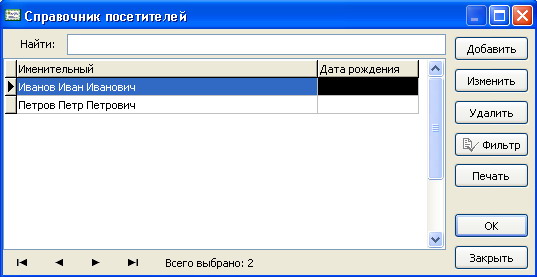 Справочник посетителей
Найти:
Добавить
Именительный Дата рождения
Изменить
Иванов Иван Иванович
Петров Петр Петрович
Удалить
Фильтр
Печать
OK
Всего выбрано: 2
Закрыть